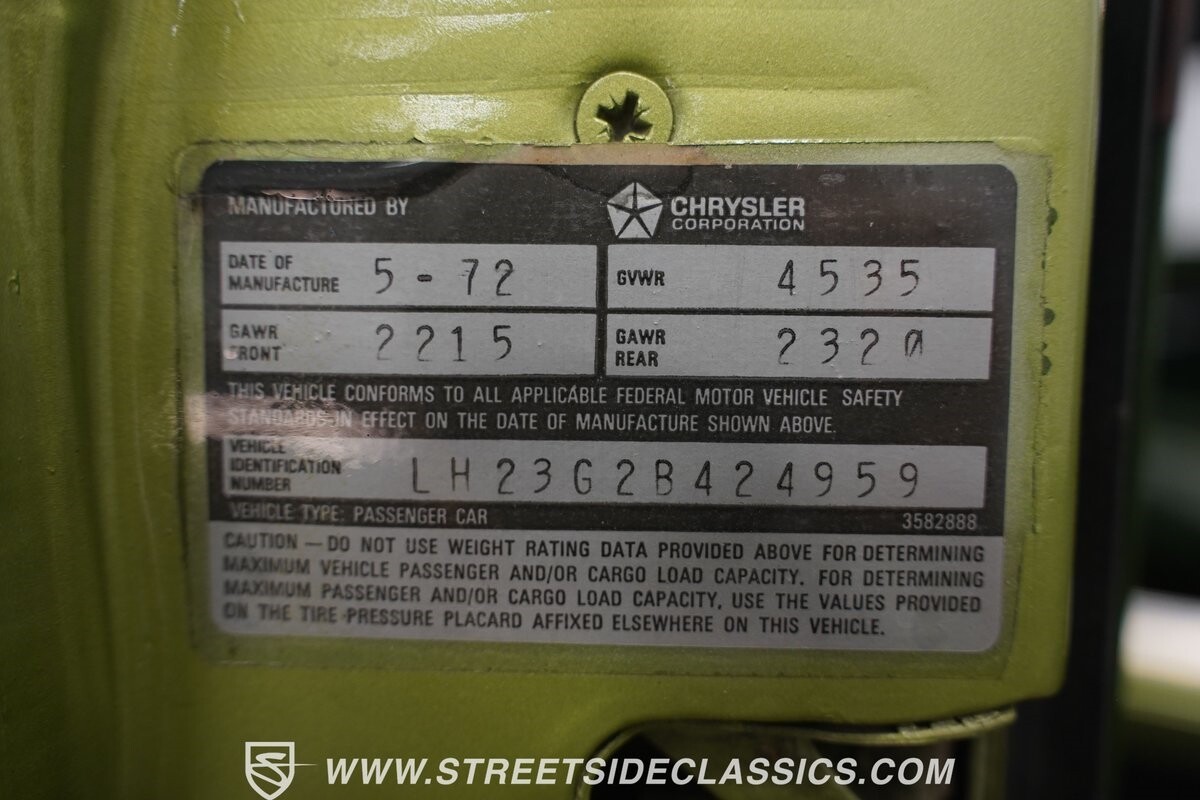 MANUFACTURED BY
CHRYSLER
CORPORATION
DATE OF
MANUFACTURE 5-72
GVWR 4535
GAWR
FRONT 2215
GAWR
REAR 2320
THIS VEHICLE CONFORMS TO ALL APPLICABLE FEDERAL MOTOR VEHICLE SAFETY
STANDARDS IN EFFECT ON THE DATE OF MANUFACTURE SHOWN ABOVE.
VEHICLE
IDENTIFICATION
NUMBER LH23G2B424959
VEHICLE TYPE: PASSENGER CAR 3582888
CAUTION — DO NOT USE WEIGHT RATING DATA PROVIDED ABOVE FOR DETERMINING
MAXIMUM VEHICLE PASSENGER AND/OR CARGO LOAD CAPACITY. FOR DETERMINING
MAXIMUM PASSENGER AND/OR CARGO LOAD CAPACITY, USE THE VALUES PROVIDED
ON THE TIRE PRESSURE PLACARD AFFIXED ELSEWHERE ON THIS VEHICLE.
WWW.STREETSIDECLASSICS.COM